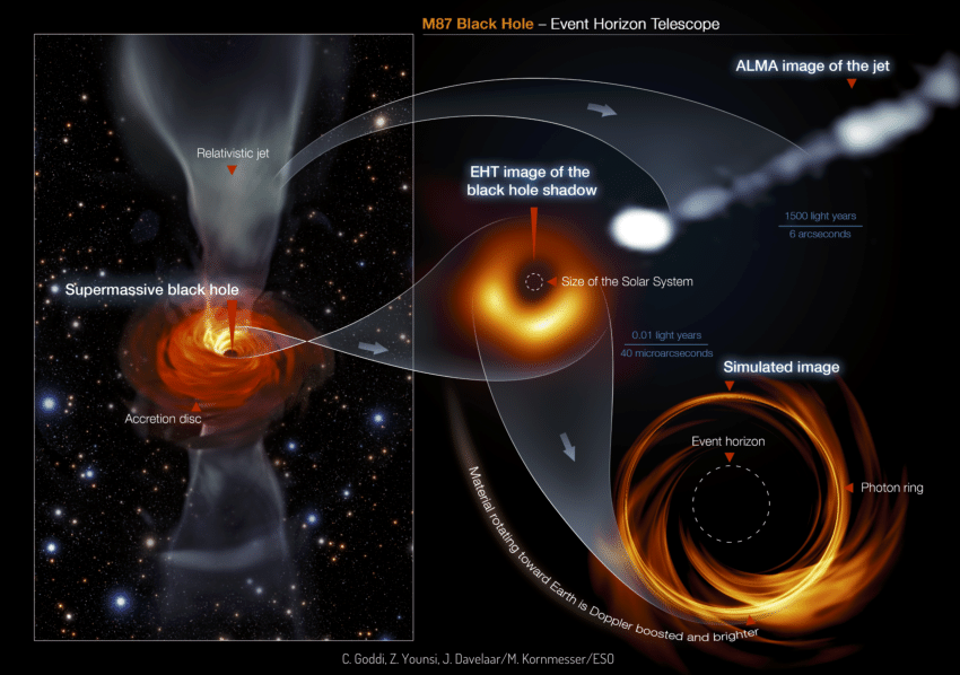 M87 Black Hole – Event Horizon Telescope
ALMA image of the jet
Relativistic jet
EHT image of the
black hole shadow
1500 light years
6 arcseconds
Supermassive black hole
Size of the Solar System
0.01 light years
40 microarcseconds
Simulated image
Accretion disc
Event horizon
Photon ring
Material rotating toward Earth is Doppler boosted and brighter
C. Goddi, Z. Younsi, J. Davelaar/M. Kornmesser/ESO